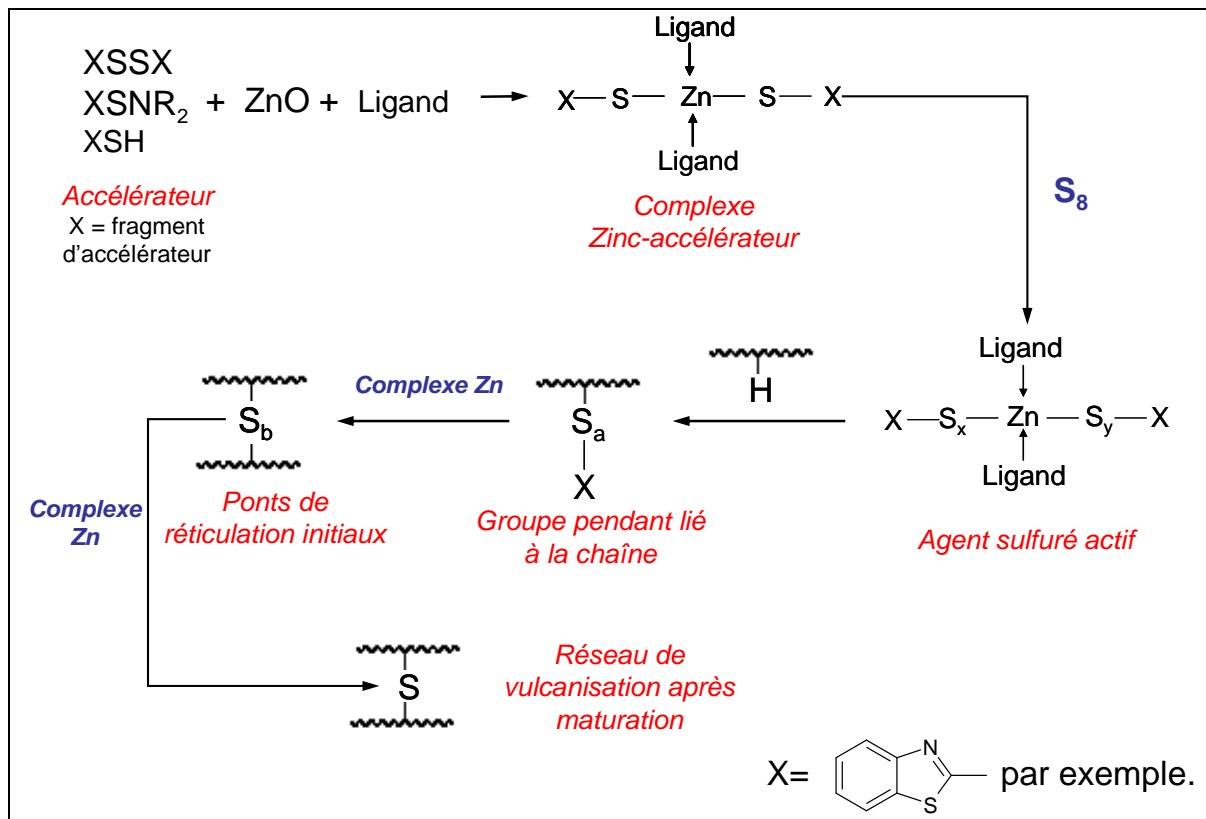 XSSX
XSNR2 + ZnO + Ligand
XSH
Accélérateur
X = fragment
d'accélérateur
Ligand
X S Zn S X
Ligand
Complexe
Zinc-accélérateur
S8
Ligand
X Sx Zn Sy X
Ligand
Agent sulfuré actif
H
Sa
X
Groupe pendant lié
à la chaîne
Complexe Zn
Sb
Ponts de
réticulation initiaux
Complexe
Zn
S
Réseau de
vulcanisation après
maturation
X= N S par exemple.